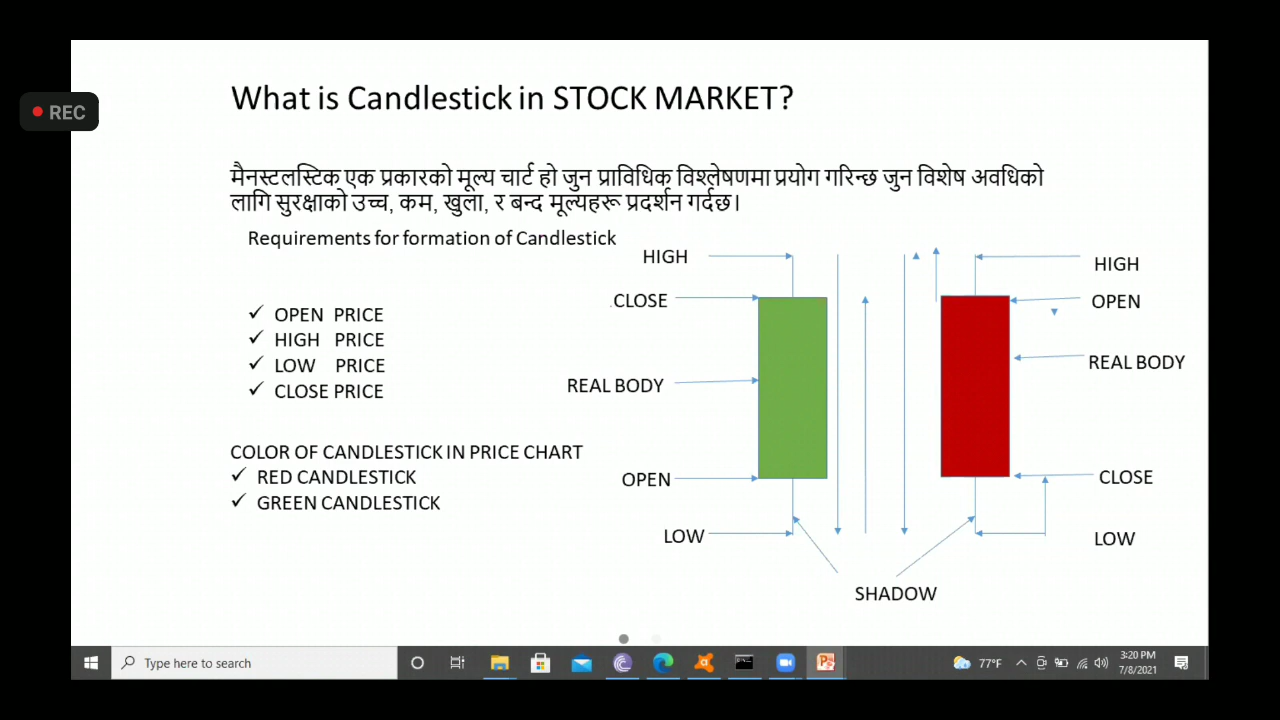 REC
What is Candlestick in STOCK MARKET?
मैनस्टलस्टिक एक प्रकारको मूल्य चार्ट हो जुन प्राविधिक विश्लेषणमा प्रयोग गरिन्छ जुन विशेष अवधिको
लागि सुरक्षाको उच्च, कम, खुला, र बन्द मूल्यहरू प्रदर्शन गर्दछ।
Requirements for formation of Candlestick
OPEN PRICE
HIGH PRICE
LOW PRICE
CLOSE PRICE
COLOR OF CANDLESTICK IN PRICE CHART
RED CANDLESTICK
GREEN CANDLESTICK
HIGH
CLOSE
REAL BODY
OPEN
LOW
HIGH
OPEN
REAL BODY
CLOSE
LOW
SHADOW
Type here to search
77°F
3:20 PM
7/8/2021